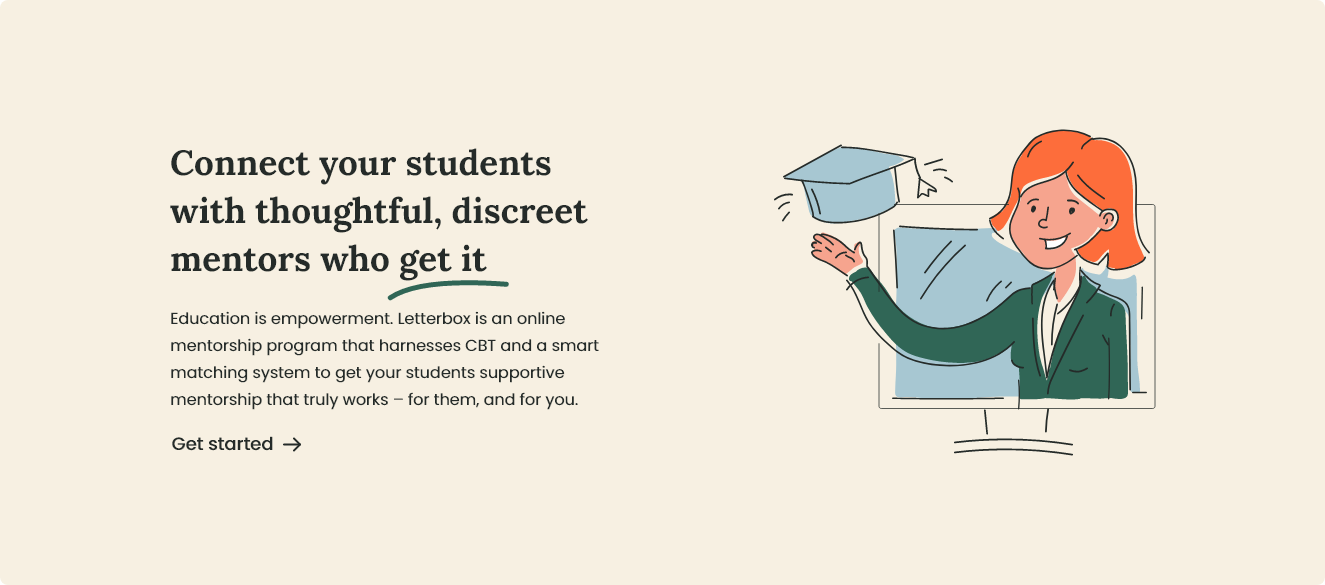 Connect your students
with thoughtful, discreet
mentors who get it
Education is empowerment. Letterbox is an online
mentorship program that harnesses CBT and a smart
matching system to get your students supportive
mentorship that truly works – for them, and for you.
Get started →